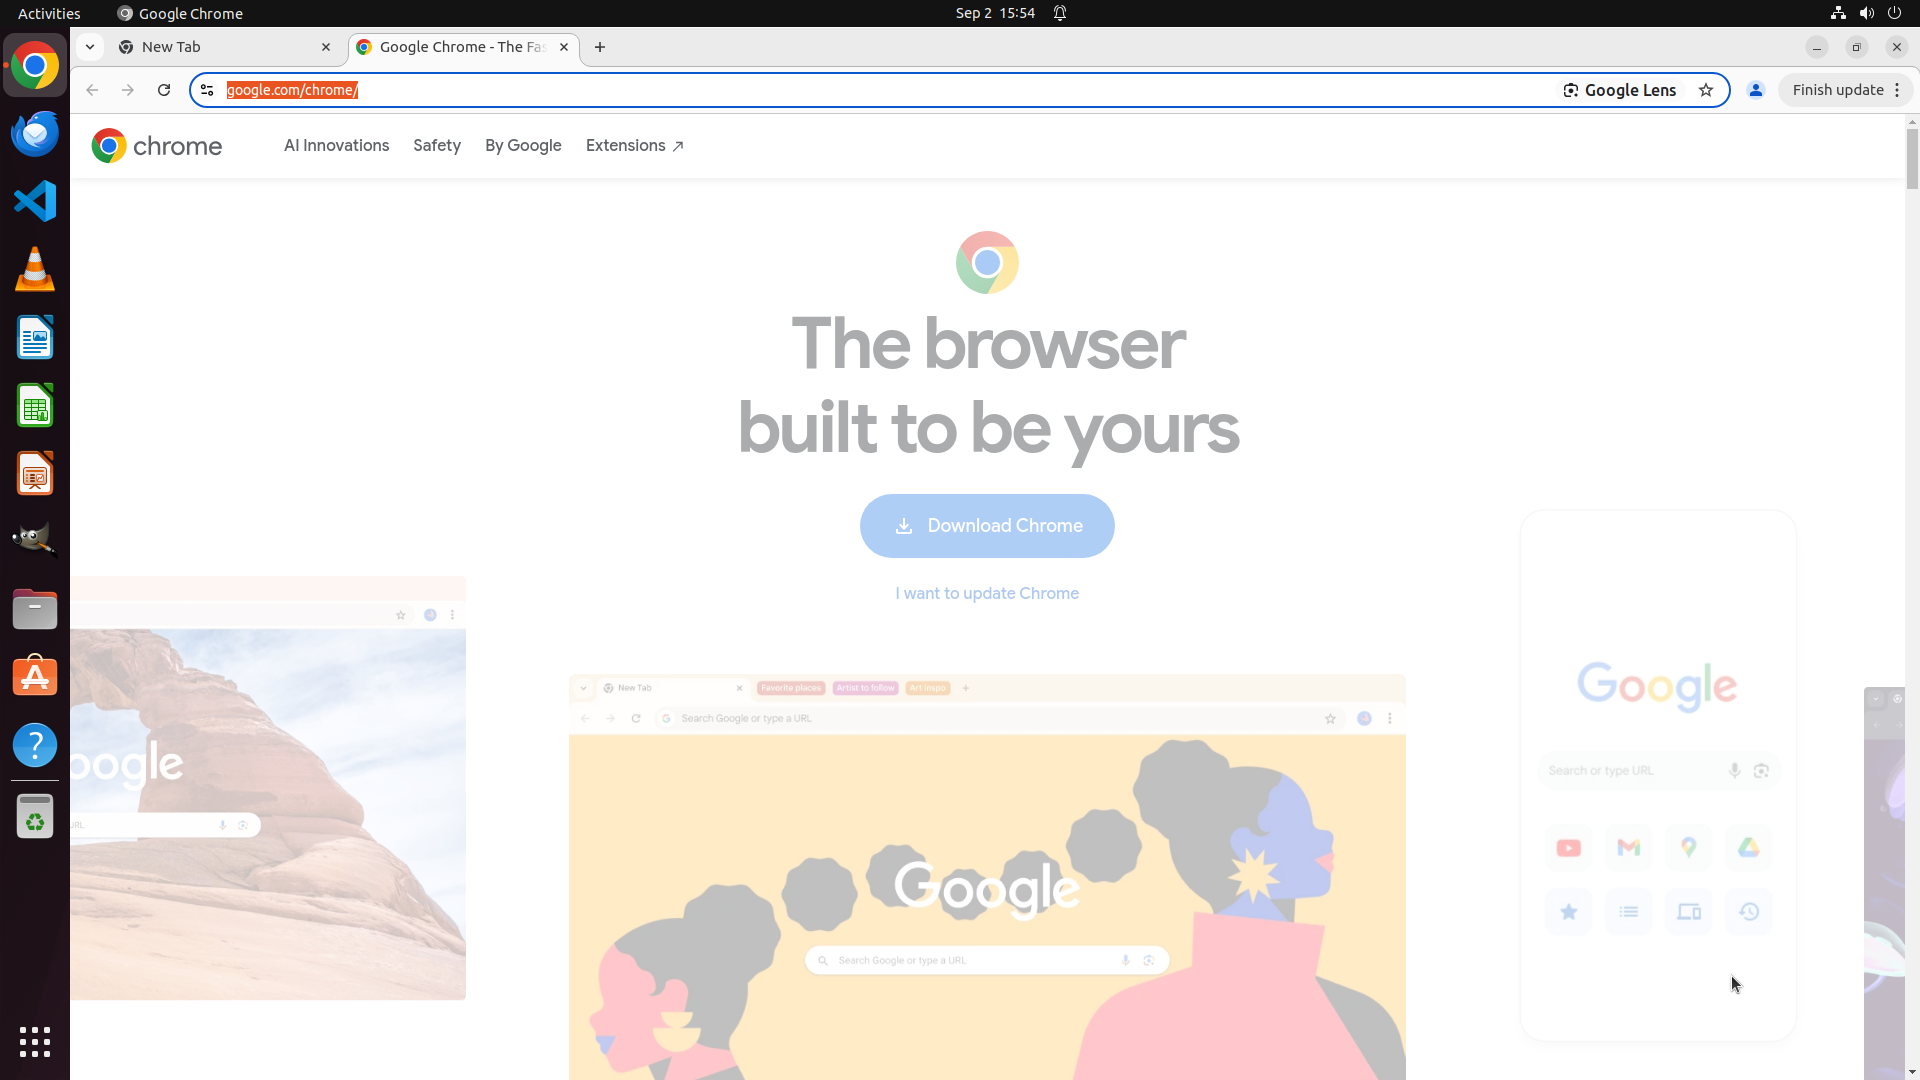 Activities
Google Chrome
Sep 2 15:54
New Tab
Google Chrome - The Fas
google.com/chrome/
Google Lens
Finish update
chrome
AI Innovations
Safety
By Google
Extensions
The browser
built to be yours
Download Chrome
I want to update Chrome
New Tab
Favorite places
Artist to follow
Art inspo
Search Google or type a URL
Google
Search or type URL
oogle
URL
Google
Search Google or type a URL